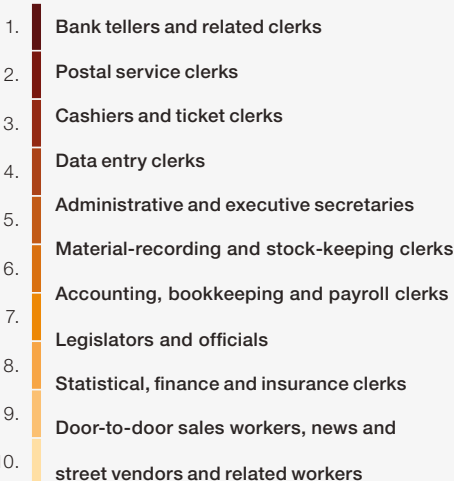 1. Bank tellers and related clerks
2. Postal service clerks
3. Cashiers and ticket clerks
4. Data entry clerks
5. Administrative and executive secretaries
6. Material-recording and stock-keeping clerks
7. Accounting, bookkeeping and payroll clerks
8. Legislators and officials
9. Statistical, finance and insurance clerks
0. Door-to-door sales workers, news and
street vendors and related workers